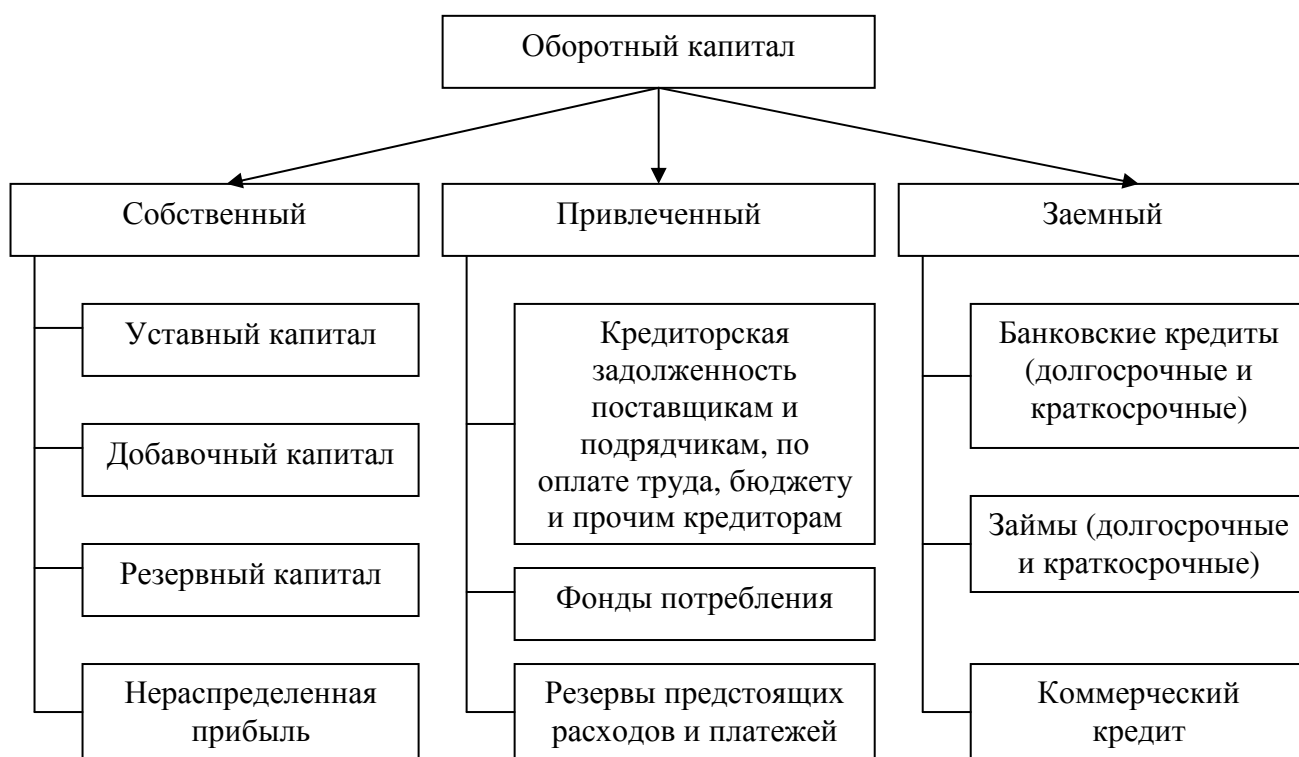 Оборотный капитал
Собственный
Привлеченный
Заемный
Уставный капитал
Добавочный капитал
Резервный капитал
Нераспределенная
прибыль
Кредиторская
задолженность
поставщикам и
подрядчикам, по
оплате труда, бюджету
и прочим кредиторам
Фонды потребления
Резервы предстоящих
расходов и платежей
Банковские кредиты
(долгосрочные и
краткосрочные)
Займы (долгосрочные
и краткосрочные)
Коммерческий
кредит